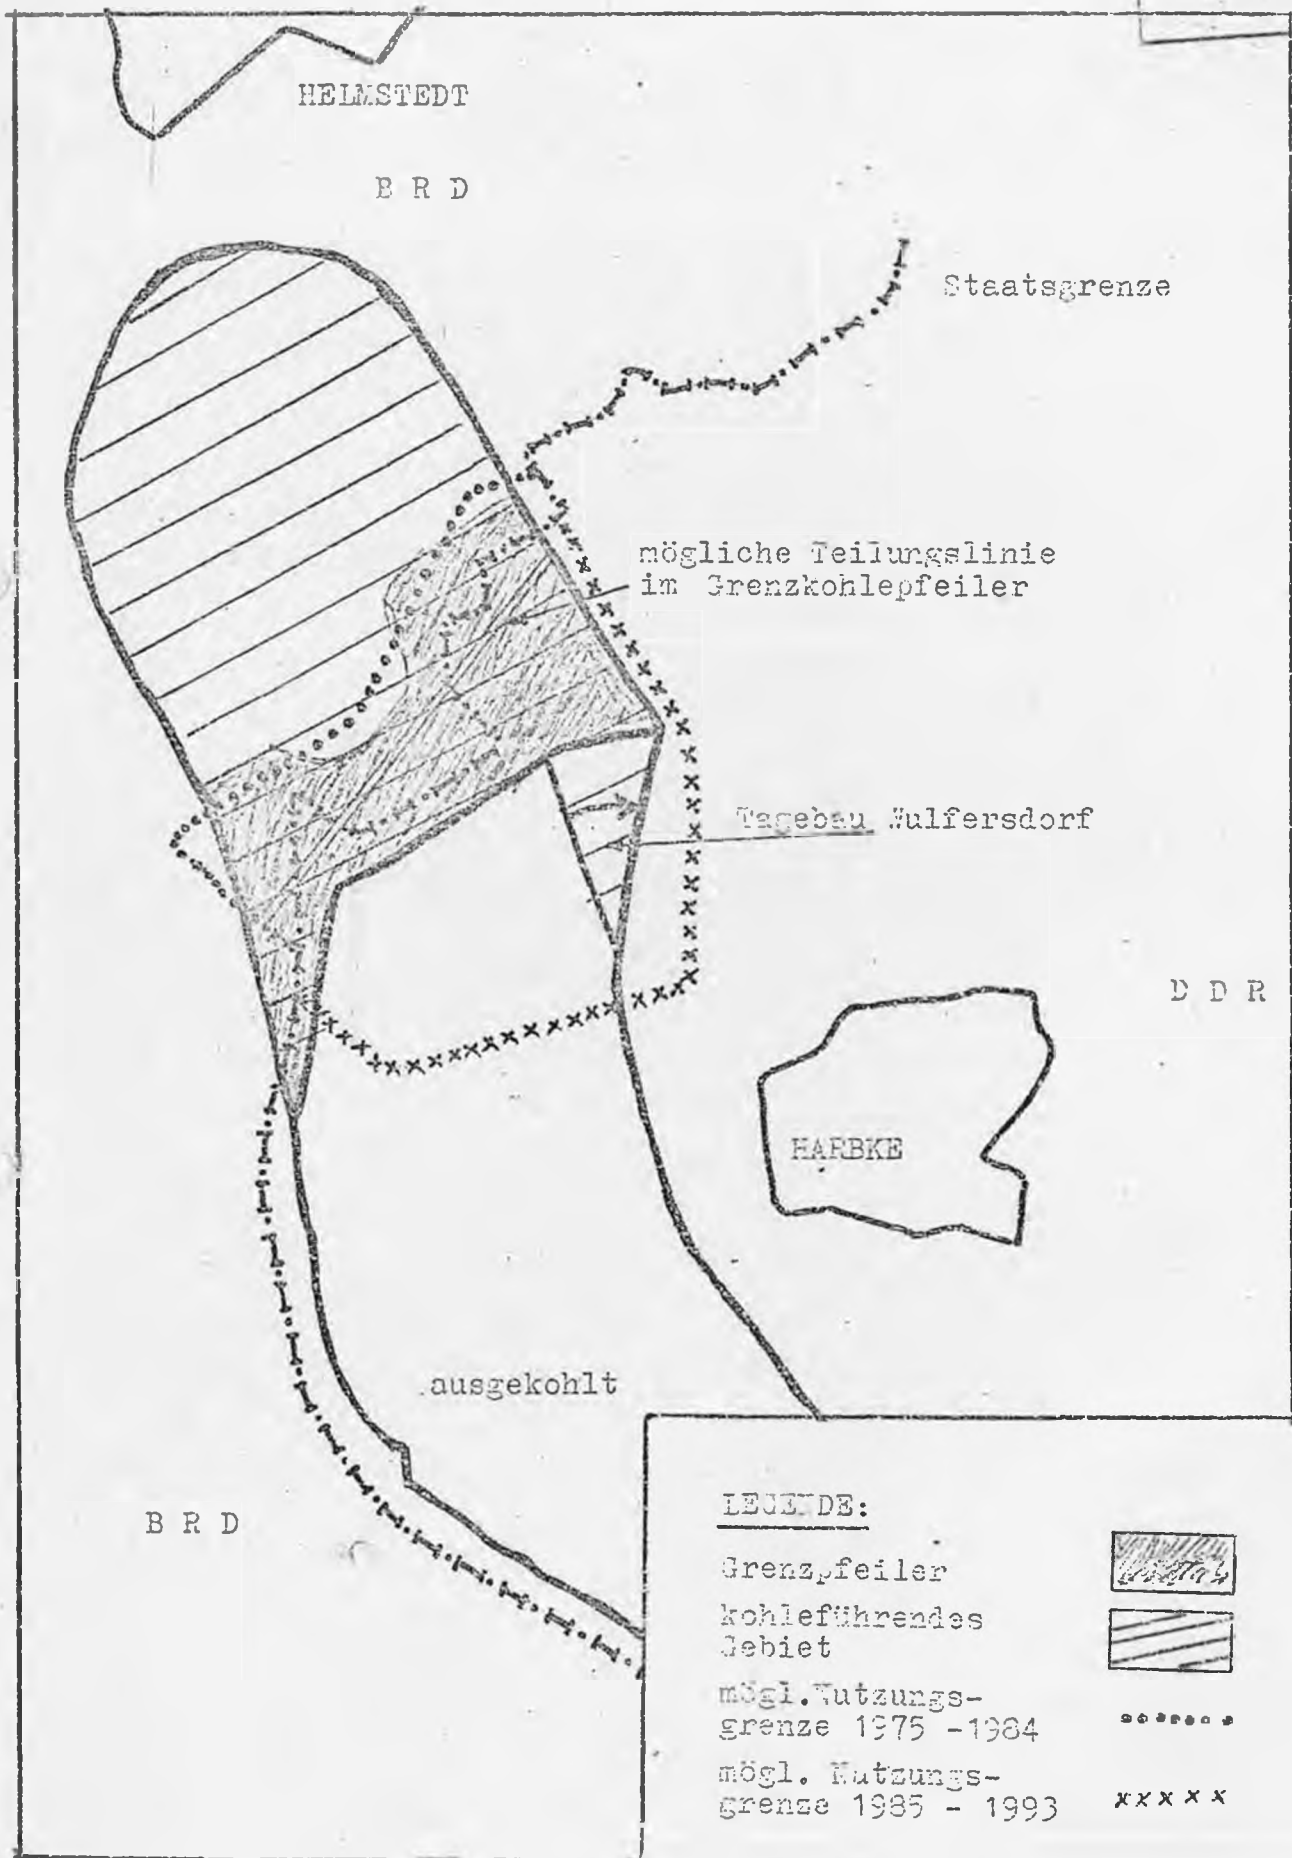 HELMSTEDT
B R D
Staatsgrenze
mögliche Teilungslinie
im Grenzkohlepfeiler
Tagebau Wulfersdorf
D D R
HARBKE
ausgekohlt
B R D
LEGENDE:
Grenzpfeiler
kohleführendes
Gebiet
mögl. Nutzungs-
grenze 1975 -1984
mögl. Nutzungs-
grenze 1985 - 1993